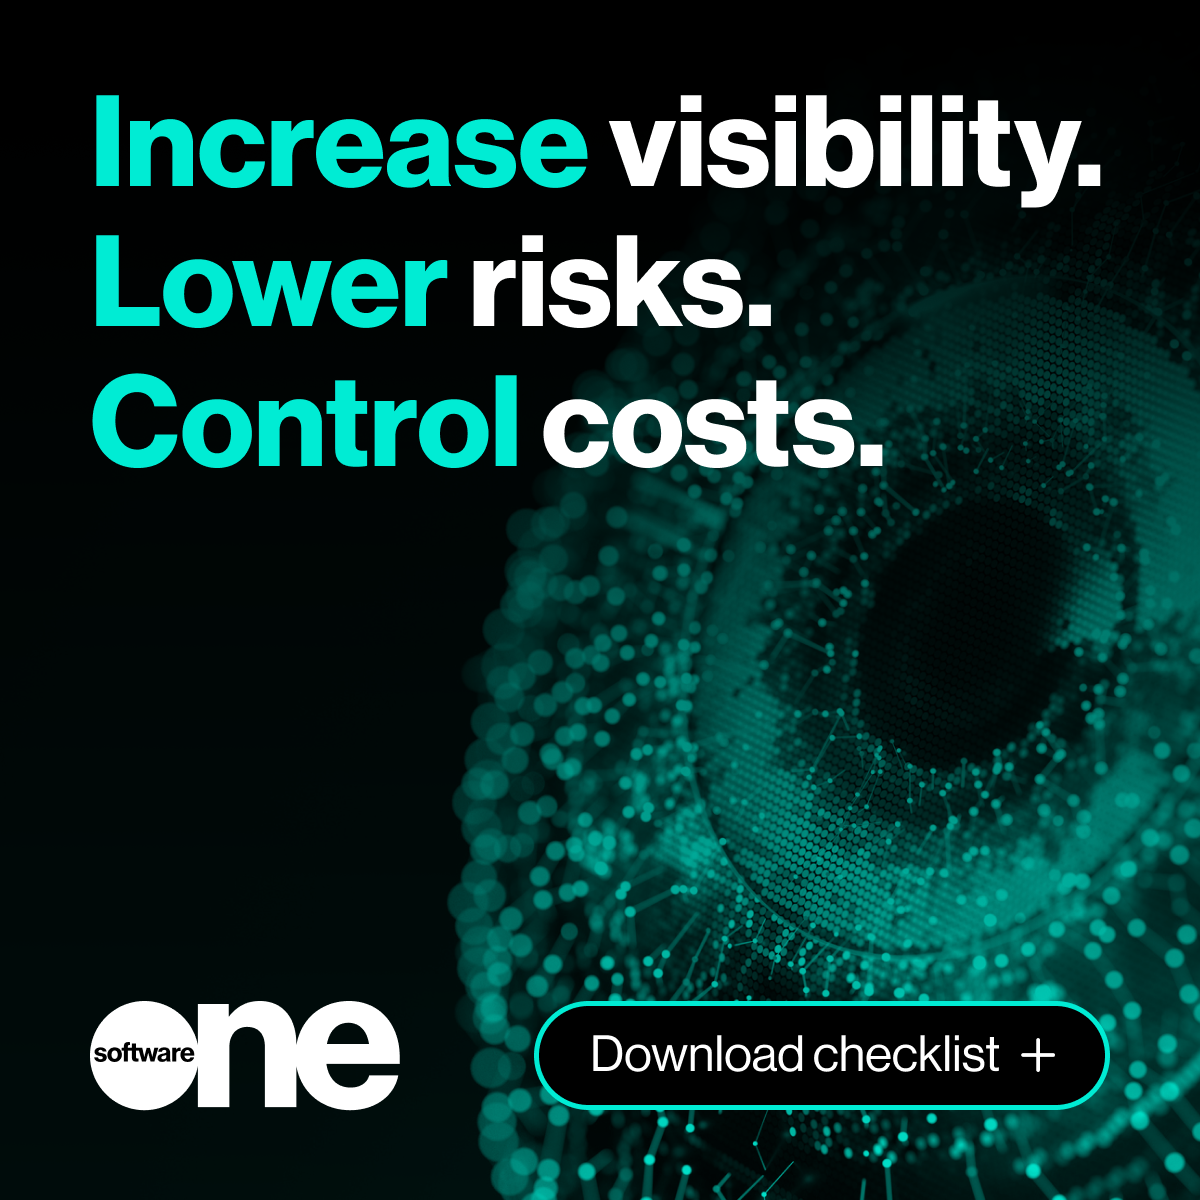 Increase visibility.
Lower risks.
Control costs.
software one
Download checklist +